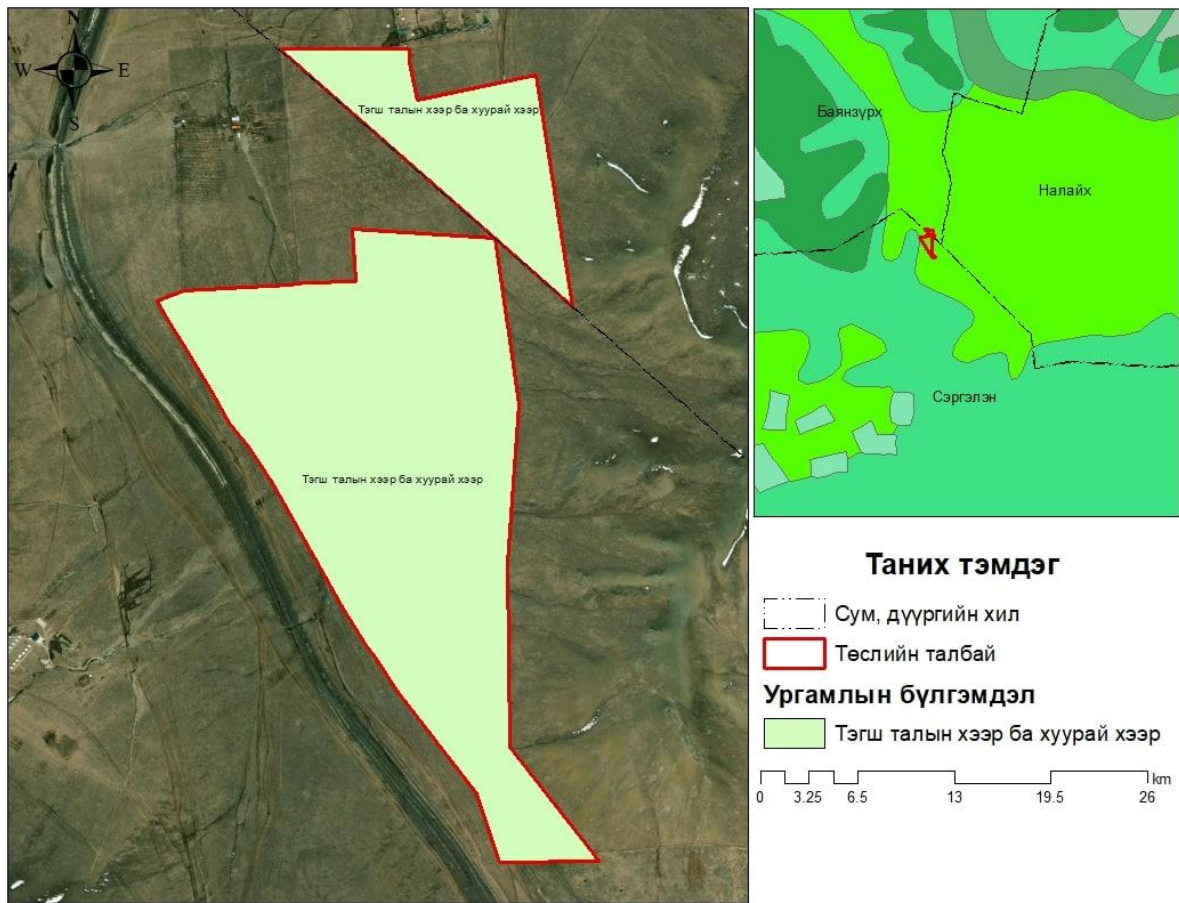 N
W E
S
Тэгш талын хээр ба хуурай хээр
Тэгш талын хээр ба хуурай хээр
Баянзүрх
Налайх
Сэргэлэн
Таних тэмдэг
Сум, дүүргийн хил
Төслийн талбай
Ургамлын бүлгэмдэл
Тэгш талын хээр ба хуурай хээр
km
0 3.25 6.5 13 19.5 26